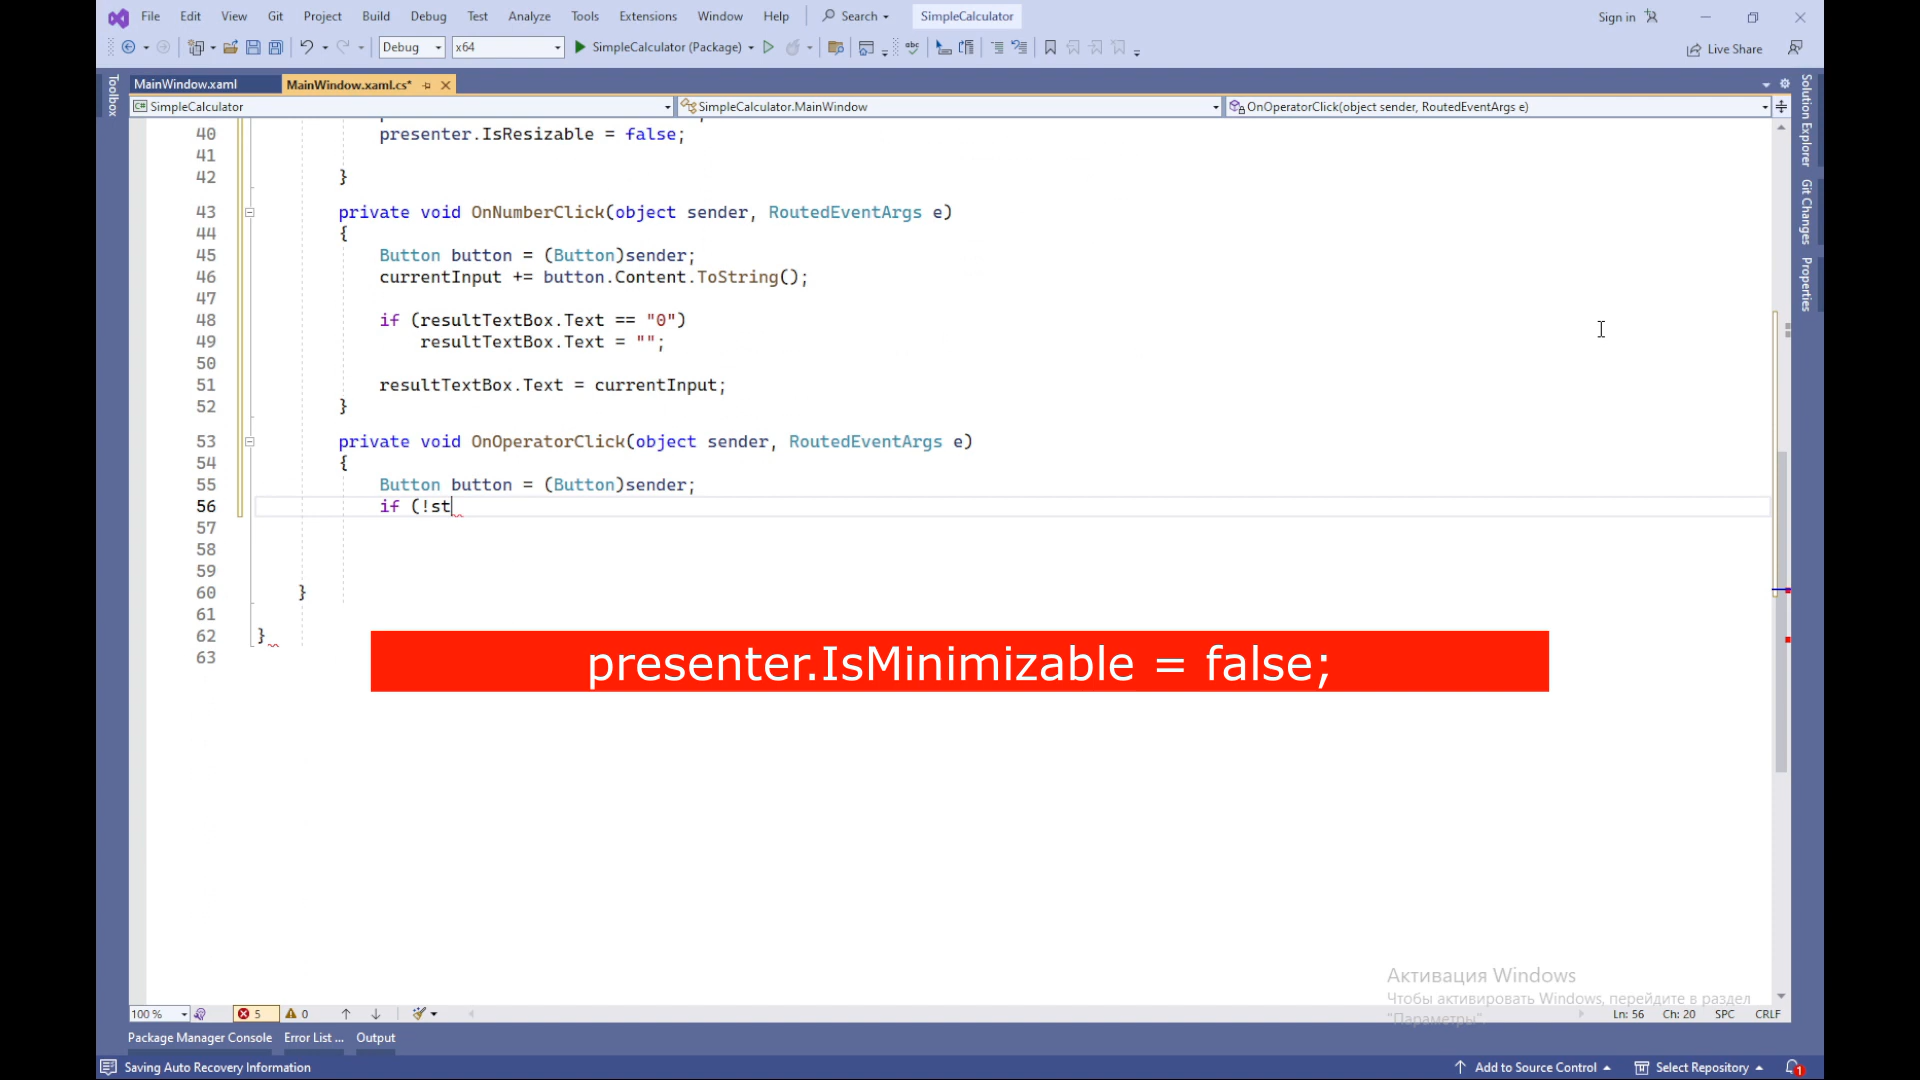 File Edit View Git Project Build Debug Test Analyze Tools Extensions Window Help Search SimpleCalculator Sign in
Debug x64 SimpleCalculator (Package) Live Share
MainWindow.xaml MainWindow.xaml.cs*
SimpleCalculator SimpleCalculator.MainWindow OnOperatorClick(object sender, RoutedEventArgs e)
Toolbox
Solution Explorer
Git Changes
Properties
40 presenter.IsResizable = false;
41
42 }
43 private void OnNumberClick(object sender, RoutedEventArgs e)
44 {
45 Button button = (Button)sender;
46 currentInput += button.Content.ToString();
47
48 if (resultTextBox.Text == "0")
49 resultTextBox.Text = "";
50
51 resultTextBox.Text = currentInput;
52 }
53 private void OnOperatorClick(object sender, RoutedEventArgs e)
54 {
55 Button button = (Button)sender;
56 if (!st
57
58
59
60 }
61
62 }
63
presenter.IsMinimizable = false;
Активация Windows
Чтобы активировать Windows, перейдите в раздел
"Параметры".
100 % 5 0 Ln: 56 Ch: 20 SPC CRLF
Package Manager Console Error List ... Output
Saving Auto Recovery Information Add to Source Control Select Repository 1